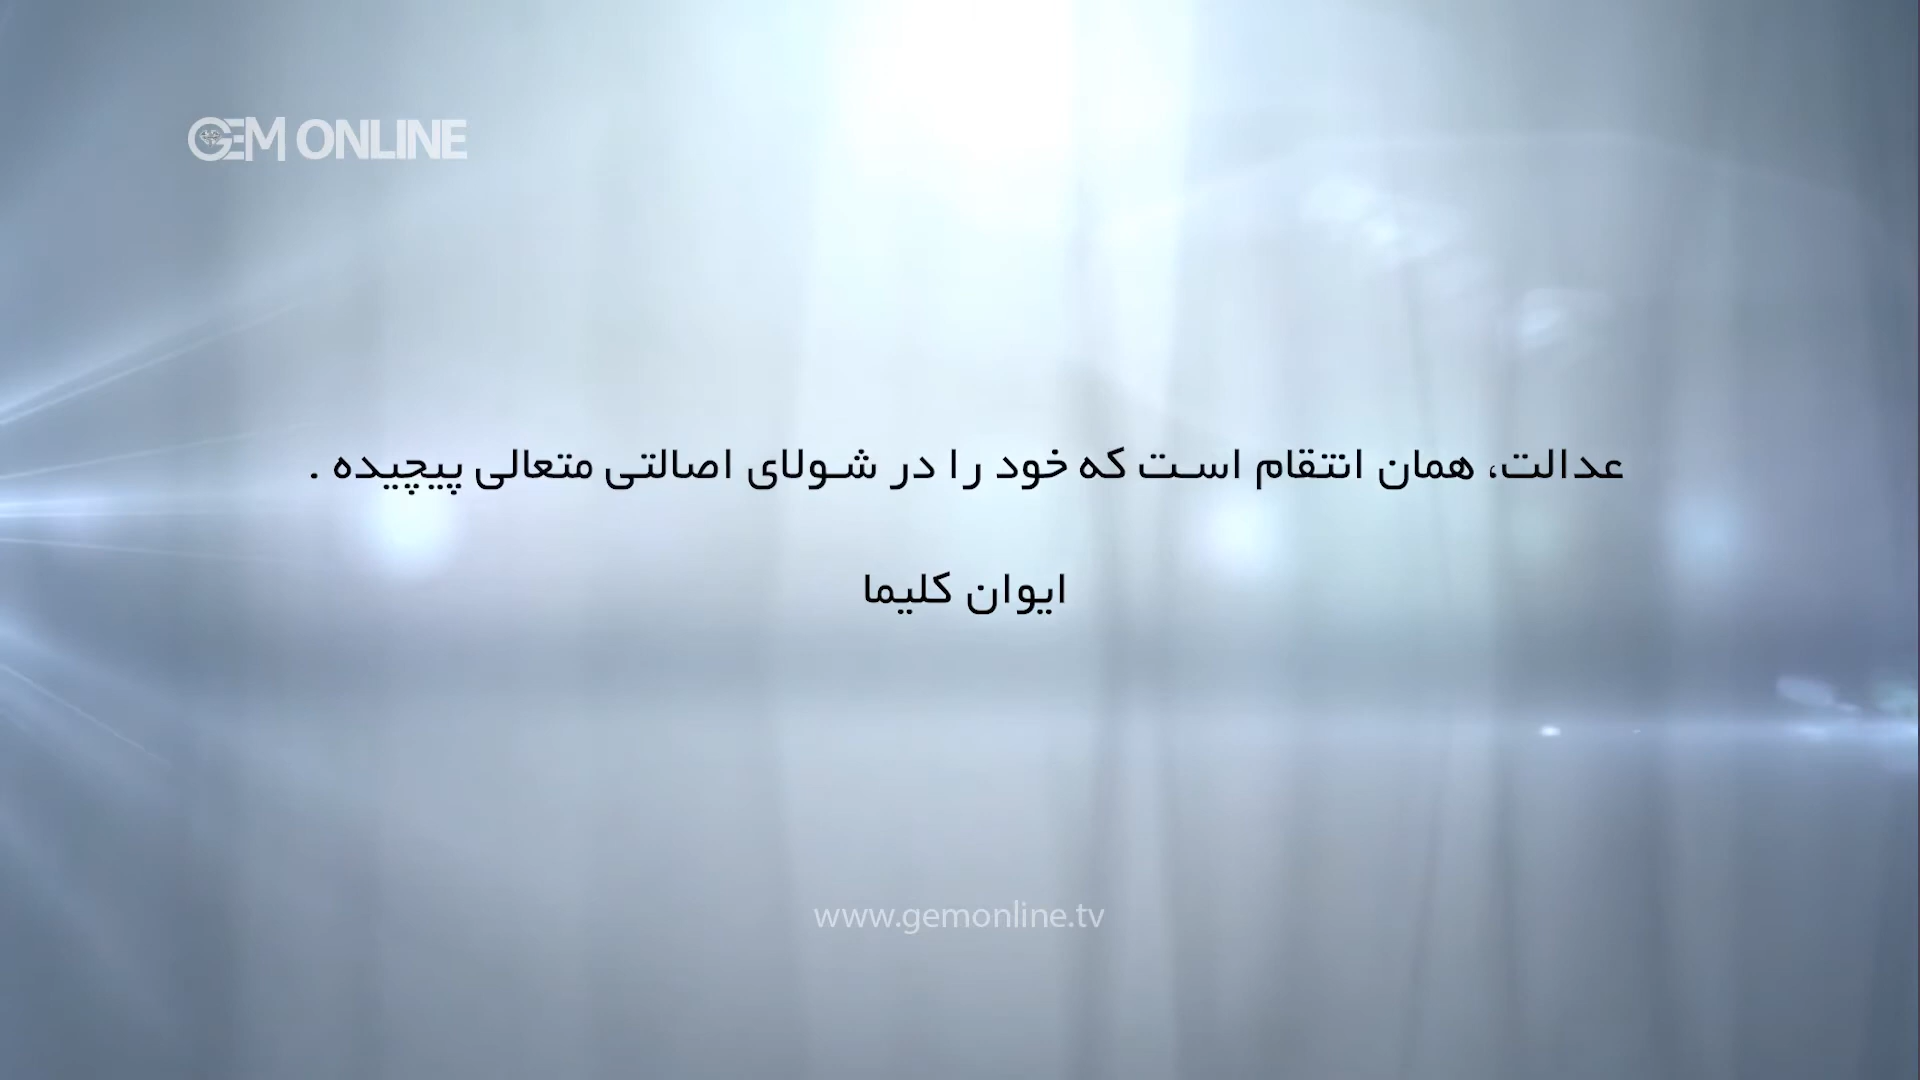 GEM ONLINE
عدالت، همان انتقام است که خود را در شولای اصالتی متعالی پیچیده .
ایوان کلیما
www.gemonline.tv